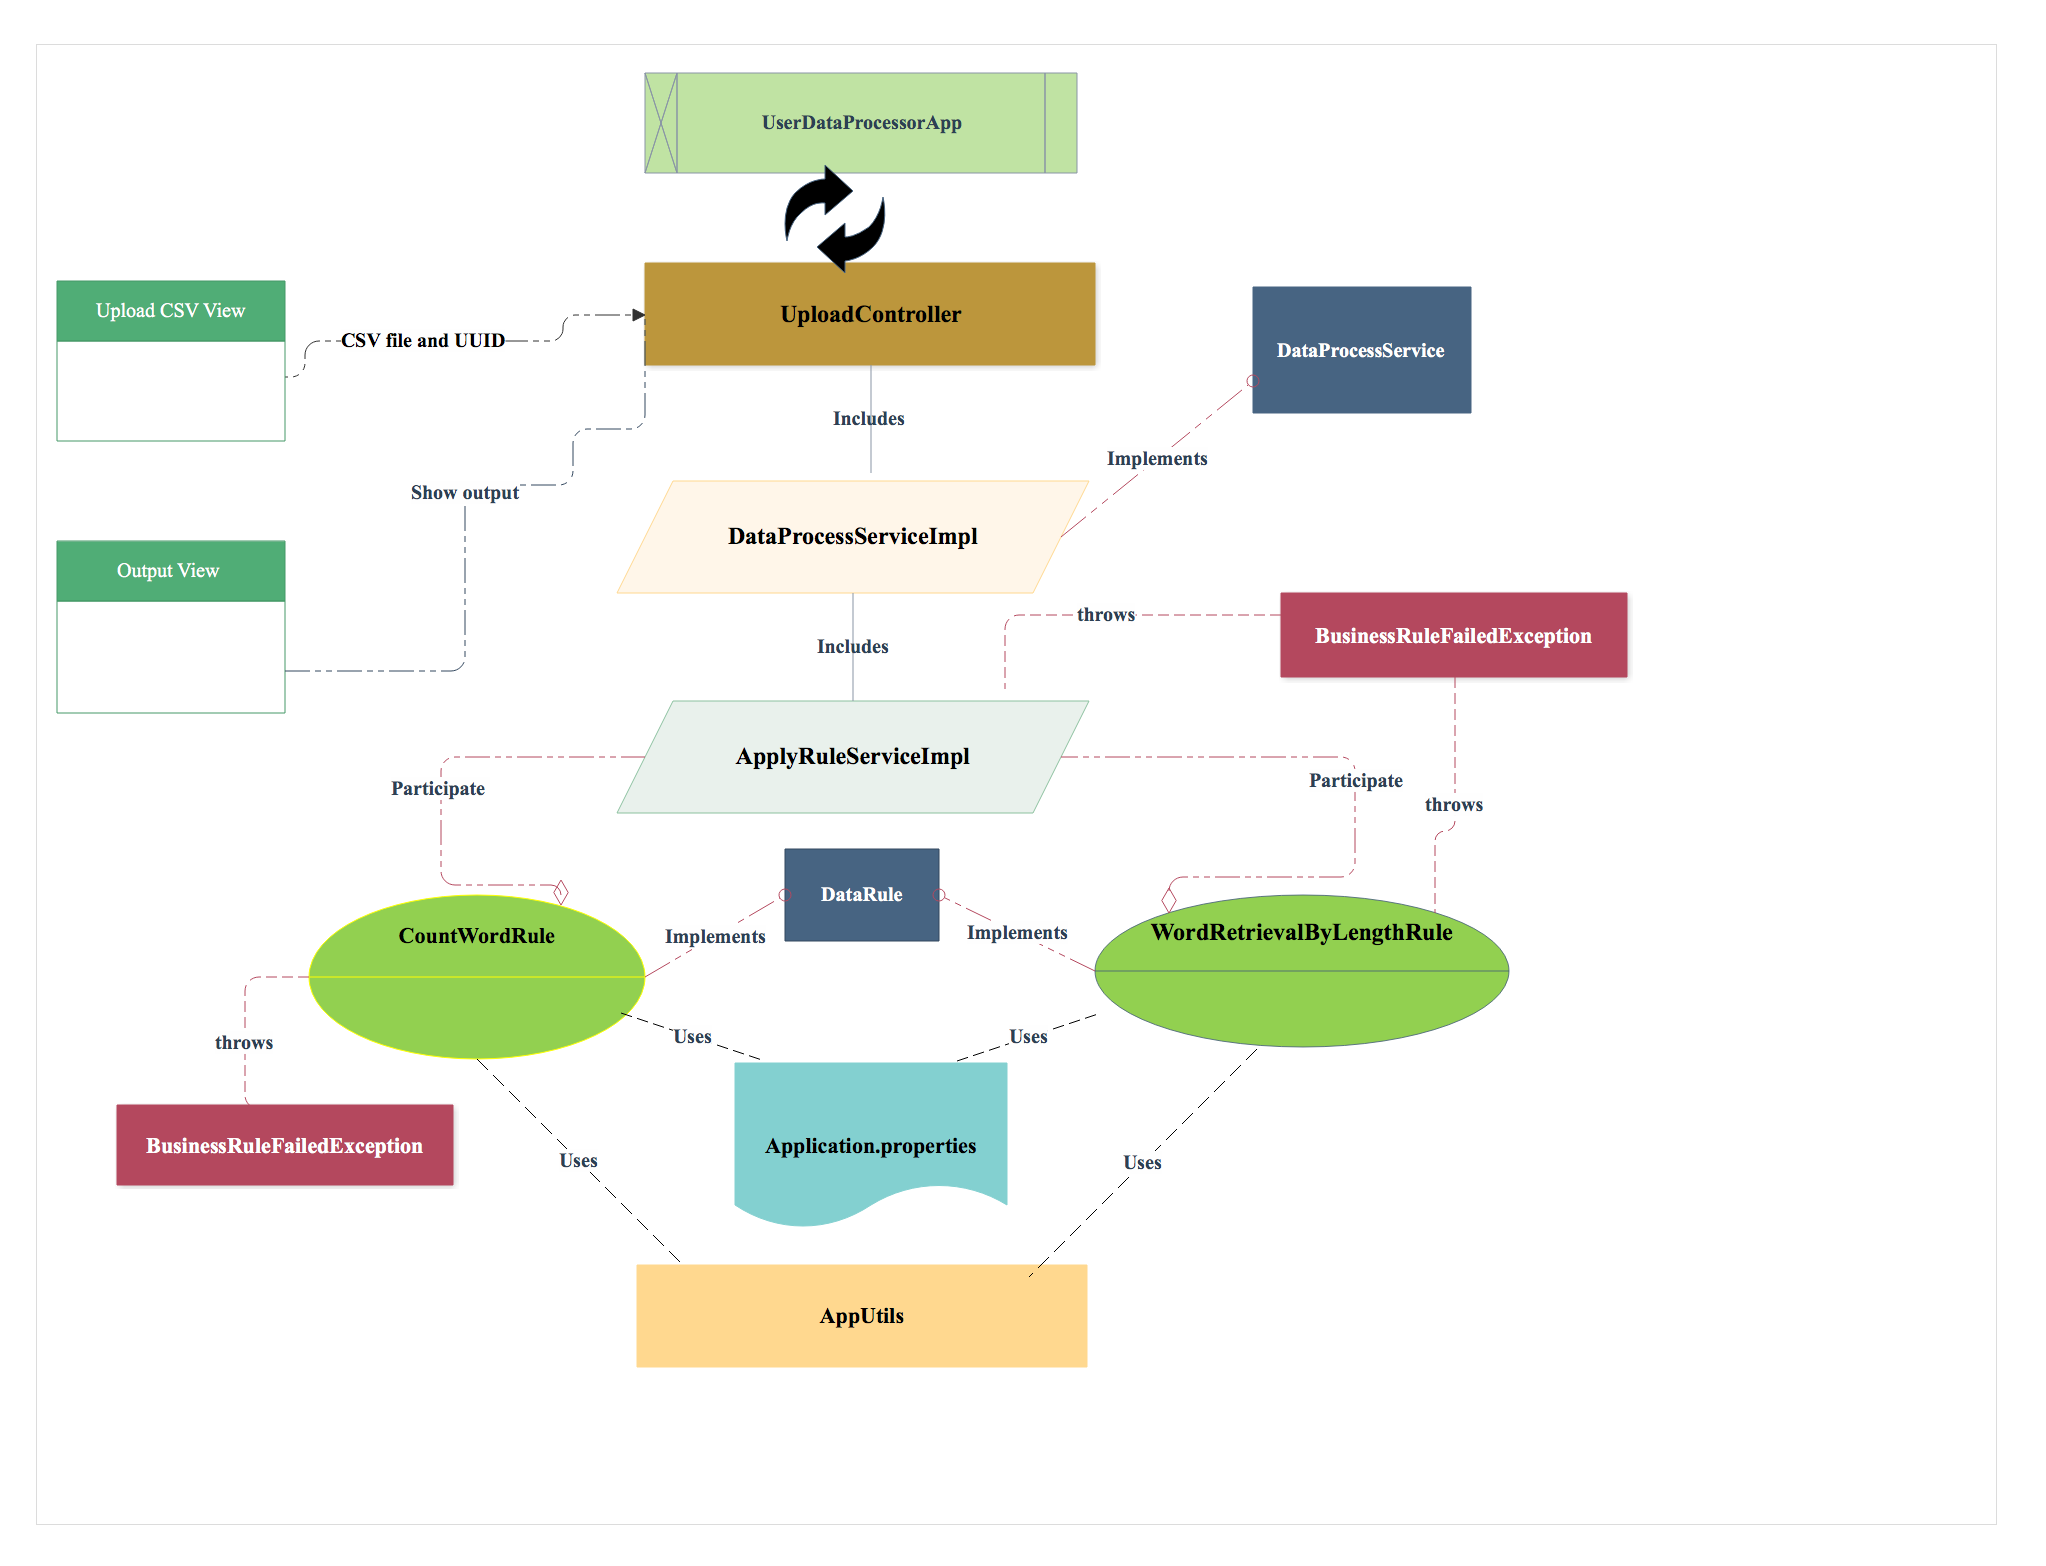 UserDataProcessorApp
Upload CSV View
UploadController
CSV file and UUID
DataProcessService
Includes
Implements
Show output
DataProcessServiceImpl
Output View
throws
BusinessRuleFailedException
Includes
ApplyRuleServiceImpl
Participate
Participate
throws
DataRule
CountWordRule
Implements
Implements
WordRetrievalByLengthRule
throws
Uses
Uses
BusinessRuleFailedException
Application.properties
Uses
Uses
AppUtils